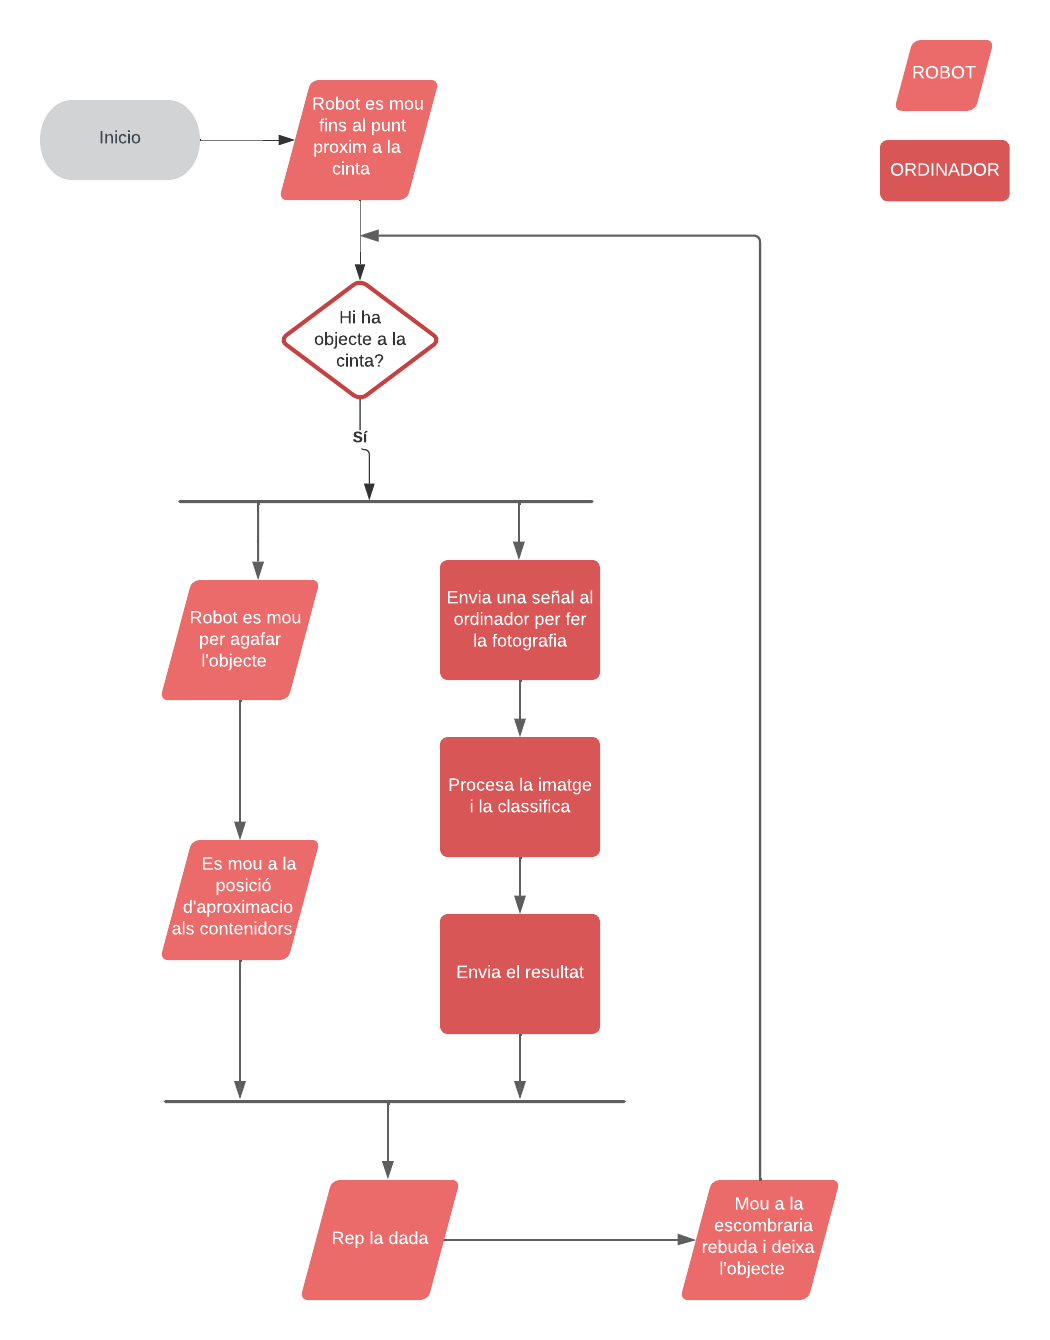 ROBOT
ORDINADOR
Inicio
Robot es mou
fins al punt
proxim a la
cinta
Hi ha
objecte a la
cinta?
Sí
Robot es mou
per agafar
l'objecte
Envia una señal al
ordinador per fer
la fotografia
Procesa la imatge
i la classifica
Es mou a la
posició
d'aproximacio
als contenidors
Envia el resultat
Rep la dada
Mou a la
escombraria
rebuda i deixa
l'objecte